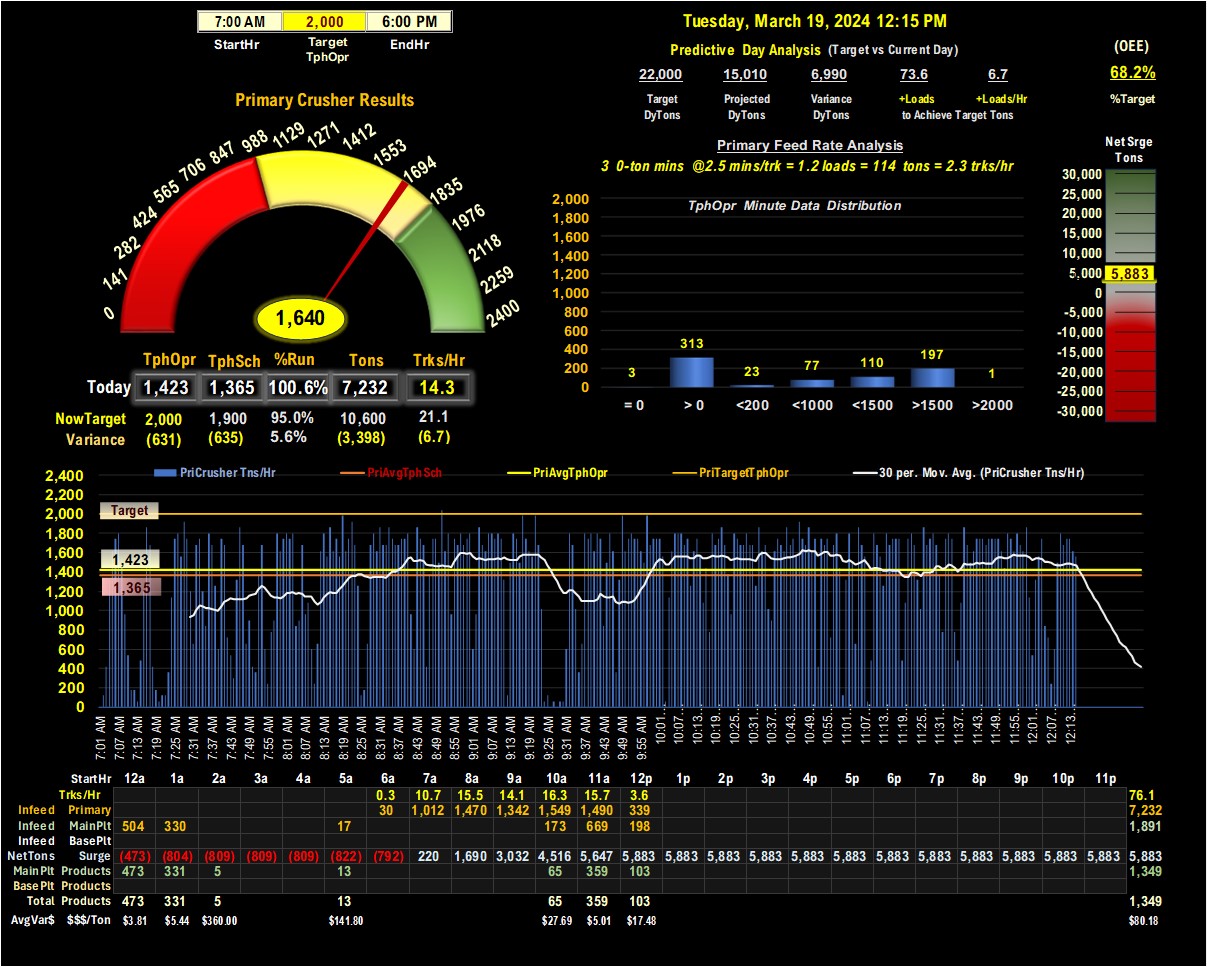 7:00 AM 2,000 6:00 PM
StartHr Target TphOpr EndHr
Tuesday, March 19, 2024 12:15 PM
Predictive Day Analysis (Target vs Current Day)
22,000 15,010 6,990 73.6 6.7
Target DyTons Projected DyTons Variance DyTons +Loads +Loads/Hr
to Achieve Target Tons
(OEE)
68.2%
%Target
Primary Crusher Results
0 141 282 424 565 706 847 988 1129 1271 1412 1553 1694 1835 1976 2118 2259 2400
1,640
TphOpr TphSch %Run Tons Trks/Hr
Today 1,423 1,365 100.6% 7,232 14.3
NowTarget 2,000 1,900 95.0% 10,600 21.1
Variance (631) (635) 5.6% (3,398) (6.7)
Primary Feed Rate Analysis
3 0-ton mins @2.5 mins/trk = 1.2 loads = 114 tons = 2.3 trks/hr
TphOpr Minute Data Distribution
2,000
1,800
1,600
1,400
1,200
1,000
800
600
400
200
0
3 313 23 77 110 197 1
= 0 > 0 <200 <1000 <1500 >1500 >2000
Net Srge
Tons
30,000
25,000
20,000
15,000
10,000
5,000
0
-5,000
-10,000
-15,000
-20,000
-25,000
-30,000
5,883
PriCrusher Tns/Hr PriAvgTphSch PriAvgTphOpr PriTargetTphOpr 30 per. Mov. Avg. (PriCrusher Tns/Hr)
2,400
2,200
2,000
1,800
1,600
1,400
1,200
1,000
800
600
400
200
0
Target
1,423
1,365
7:01 AM 7:07 AM 7:13 AM 7:19 AM 7:25 AM 7:31 AM 7:37 AM 7:43 AM 7:49 AM 7:55 AM 8:01 AM 8:07 AM 8:13 AM 8:19 AM 8:25 AM 8:31 AM 8:37 AM 8:43 AM 8:49 AM 8:55 AM 9:01 AM 9:07 AM 9:13 AM 9:19 AM 9:25 AM 9:31 AM 9:37 AM 9:43 AM 9:49 AM 9:55 AM 10:01... 10:07... 10:13... 10:19... 10:25... 10:31... 10:37... 10:43... 10:49... 10:55... 11:01... 11:07... 11:13... 11:19... 11:25... 11:31... 11:37... 11:43... 11:49... 11:55... 12:01... 12:07... 12:13...
StartHr 12a 1a 2a 3a 4a 5a 6a 7a 8a 9a 10a 11a 12p 1p 2p 3p 4p 5p 6p 7p 8p 9p 10p 11p
Trks/Hr 0.3 10.7 15.5 14.1 16.3 15.7 3.6 76.1
Infeed Primary 30 1,012 1,470 1,342 1,549 1,490 339 7,232
Infeed MainPlt 504 330 17 173 669 198 1,891
Infeed BasePlt
NetTons Surge (473) (804) (809) (809) (809) (822) (792) 220 1,690 3,032 4,516 5,647 5,883 5,883 5,883 5,883 5,883 5,883 5,883 5,883 5,883 5,883 5,883 5,883 5,883
MainPlt Products 473 331 5 13 65 359 103 1,349
BasePlt Products
Total Products 473 331 5 13 65 359 103 1,349
AvgVar$ $$$/Ton $3.81 $5.44 $360.00 $141.80 $27.69 $5.01 $17.48 $80.18